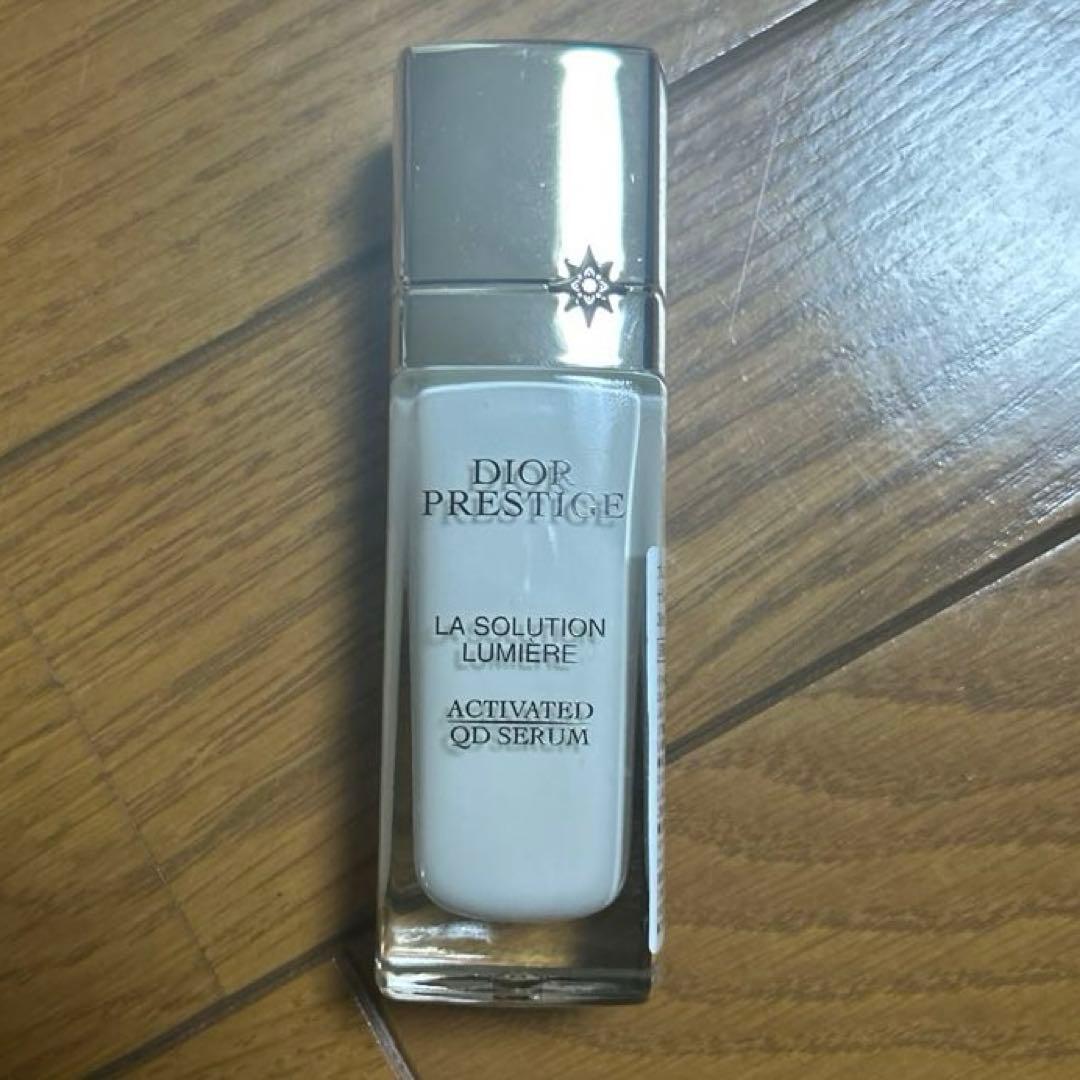 DIOR
PRESTIGE
LA SOLUTION
LUMIÈRE
ACTIVATED
QD SERUM